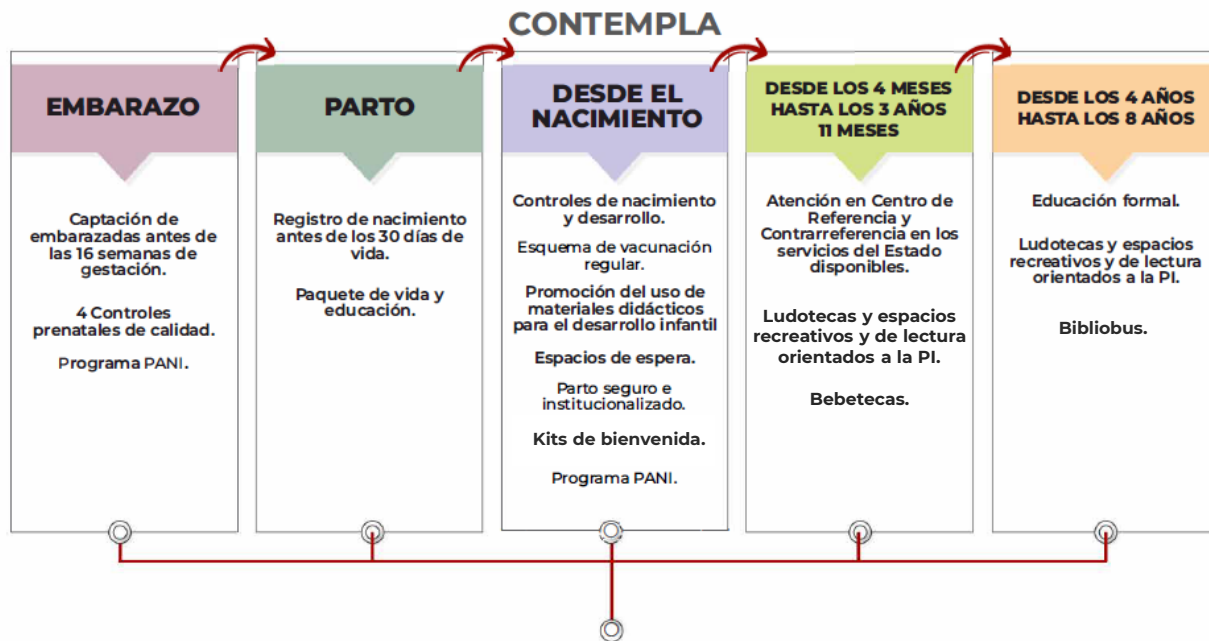 CONTEMPLA
EMBARAZO
Captación de
embarazadas antes de
las 16 semanas de
gestación.
4 Controles
prenatales de calidad.
Programa PANI.
PARTO
Registro de nacimiento
antes de los 30 días de
vida.
Paquete de vida y
educación.
DESDE EL
NACIMIENTO
Controles de nacimiento
y desarrollo.
Esquema de vacunación
regular.
Promoción del uso de
materiales didácticos
para el desarrollo infantil
Espacios de espera.
Parto seguro e
institucionalizado.
Kits de bienvenida.
Programa PANI.
DESDE LOS 4 MESES
HASTA LOS 3 AÑOS
11 MESES
Atención en Centro de
Referencia y
Contrarreferencia en los
servicios del Estado
disponibles.
Ludotecas y espacios
recreativos y de lectura
orientados a la PI.
Bebetecas.
DESDE LOS 4 AÑOS
HASTA LOS 8 AÑOS
Educación formal.
Ludotecas y espacios
recreativos y de lectura
orientados a la PI.
Bibliobus.